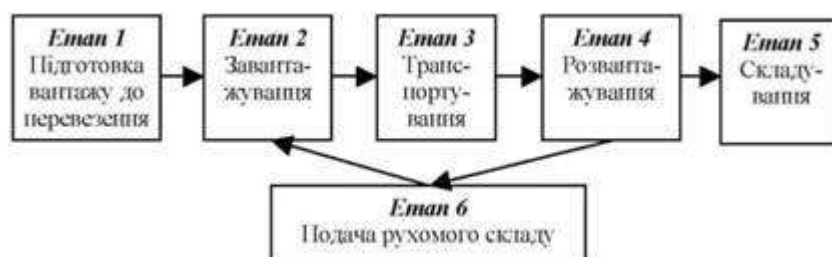 Етап 1
Підготовка
вантажу до
перевезення
Етап 2
Заванта-
жування
Етап 3
Транс-
порту-
вання
Етап 4
Розванта-
жування
Етап 5
Складу-
вання
Етап 6
Подача рухомого складу